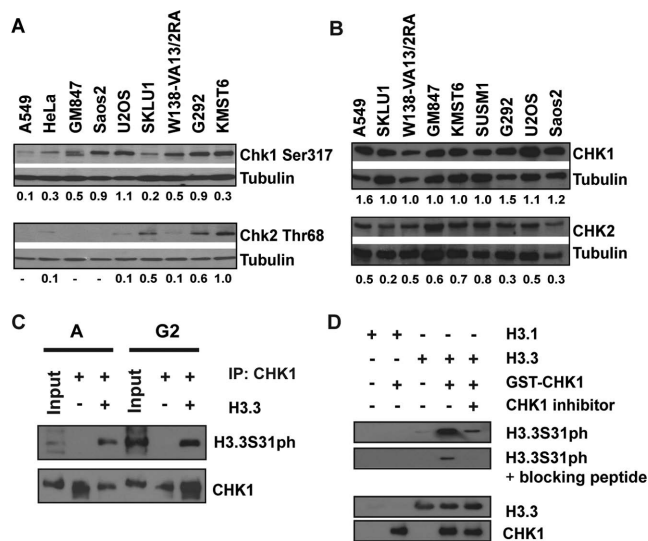 A
A549
HeLa
GM847
Saos2
U2OS
SKLU1
W138-VA13/2RA
G292
KMST6
Chk1 Ser317
Tubulin
0.1 0.3 0.5 0.9 1.1 0.2 0.5 0.9 0.3
Chk2 Thr68
Tubulin
- 0.1 - - 0.1 0.5 0.1 0.6 1.0
B
A549
SKLU1
W138-VA13/2RA
GM847
KMST6
SUSM1
G292
U2OS
Saos2
CHK1
Tubulin
1.6 1.0 1.0 1.0 1.0 1.0 1.5 1.1 1.2
CHK2
Tubulin
0.5 0.2 0.5 0.6 0.7 0.8 0.3 0.5 0.3
C
A G2
Input - + + Input - + + IP: CHK1
- + - + H3.3
H3.3S31ph
CHK1
D
+ + - - - H3.1
- - + + + H3.3
- + - + + GST-CHK1
- - - - + CHK1 inhibitor
H3.3S31ph
H3.3S31ph
+ blocking peptide
H3.3
CHK1